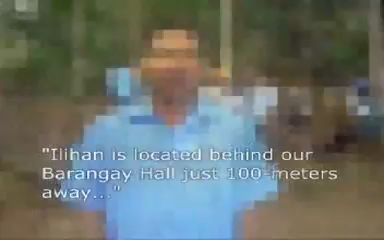 "Ilihan is located behind our
Barangay Hall just 100-meters
away..."